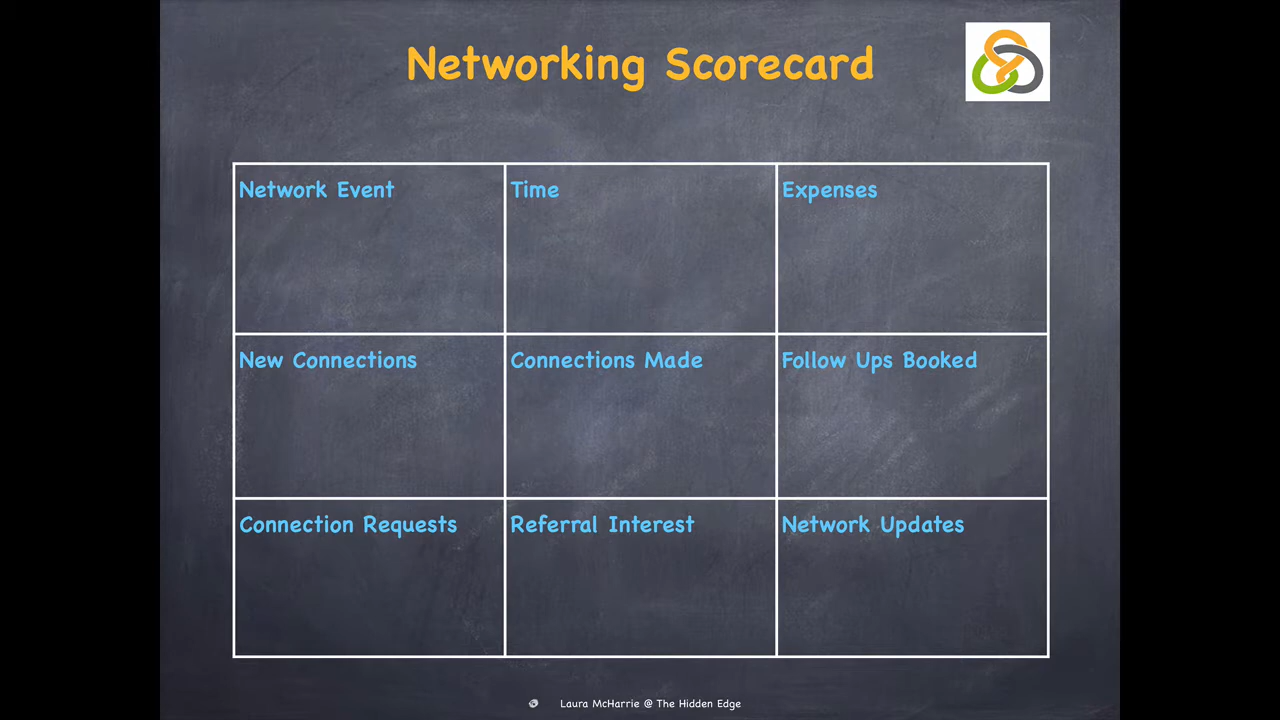 Networking Scorecard
Network Event
Time
Expenses
New Connections
Connections Made
Follow Ups Booked
Connection Requests
Referral Interest
Network Updates
Laura McHarrie @ The Hidden Edge